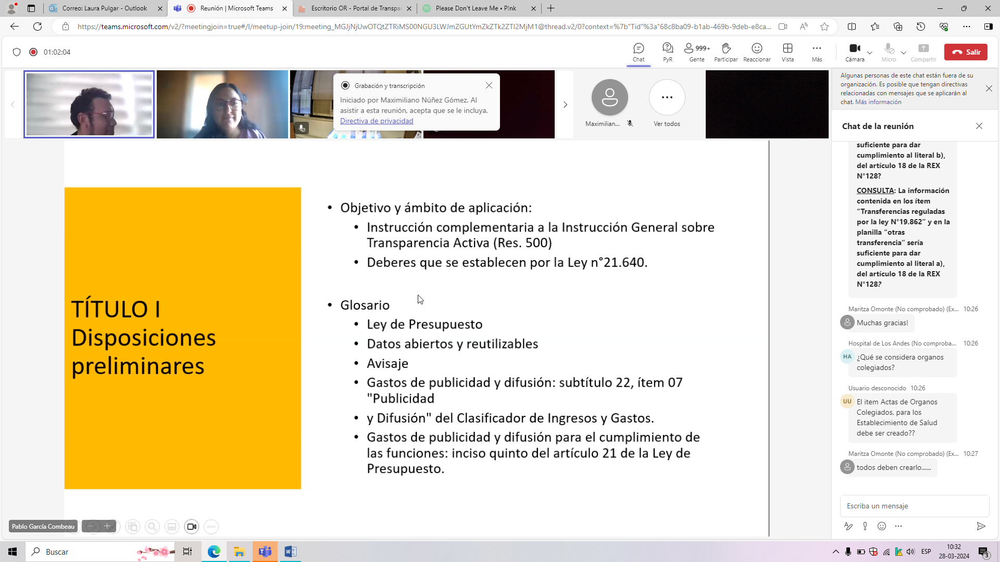 Correo: Laura Pulgar - Outlook
Reunión | Microsoft Teams
Escritorio OR - Portal de Transpa
Please Don't Leave Me • P!nk
https://teams.microsoft.com/v2/?meetingjoin=true#/l/meetup-join/19:meeting_MGJjNjUwOTQtZTRiMS00NGU3LWJmZGUtYmZkZTk2ZTI2MjM1@thread.v2/0?context=%7b"Tid"%3a"68c8ba09-b1ab-469b-9deb-e8ca...
01:02:04
Chat
PyR
999+
Gente
Participar
Reaccionar
Vista
Más
Cámara
Micro
Compartir
Salir
Grabación y transcripción
Iniciado por Maximiliano Núñez Gómez. Al
asistir a esta reunión, acepta que se le incluya.
Directiva de privacidad
Maximilian...
Ver todos
TÍTULO I
Disposiciones
preliminares
• Objetivo y ámbito de aplicación:
• Instrucción complementaria a la Instrucción General sobre
Transparencia Activa (Res. 500)
• Deberes que se establecen por la Ley n°21.640.
• Glosario
• Ley de Presupuesto
• Datos abiertos y reutilizables
• Avisaje
• Gastos de publicidad y difusión: subtítulo 22, ítem 07
"Publicidad
• y Difusión" del Clasificador de Ingresos y Gastos.
• Gastos de publicidad y difusión para el cumplimiento de
las funciones: inciso quinto del artículo 21 de la Ley de
Presupuesto.
Pablo García Combeau
Algunas personas de este chat están fuera de su
organización. Es posible que tengan directivas
relacionadas con mensajes que se aplicarán al
chat. Más información
Chat de la reunión
suficiente para dar
cumplimiento al literal b),
del artículo 18 de la REX
N°128?
CONSULTA: La información
contenida en los ítem
“Transferencias reguladas
por la ley N°19.862” y en la
planilla “otras
transferencia” sería
suficiente para dar
cumplimiento al literal a),
del artículo 18 de la REX
N°128?
Maritza Omonte (No comprobado) (Ex... 10:26
Muchas gracias!
Hospital de Los Andes (No comproba... 10:26
HA
¿Qué se considera organos
colegiados?
Usuario desconocido 10:26
UU
El item Actas de Organos
Colegiados, para los
Establecimiento de Salud
debe ser creado??
Maritza Omonte (No comprobado) (Ex... 10:27
todos deben crearlo......
Escriba un mensaje
Buscar
ESP
10:32
28-03-2024
3